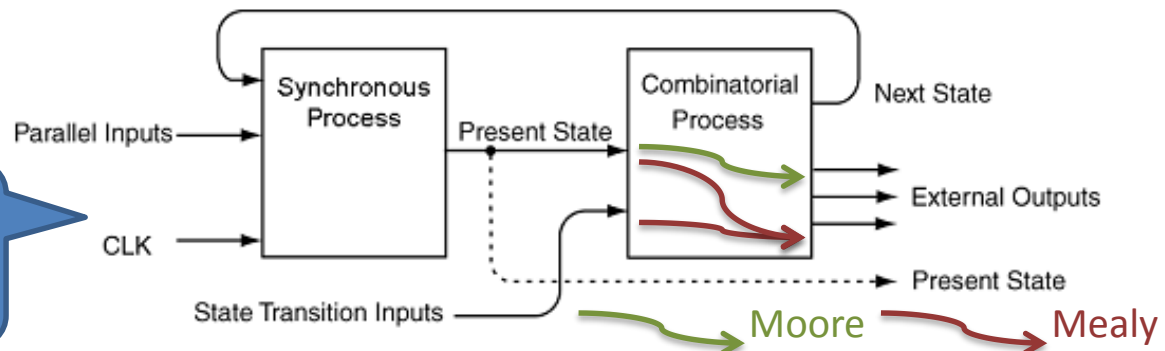 Synchronous
Process
Combinatorial
Process
Next State
Parallel Inputs
Present State
External Outputs
CLK
Present State
State Transition Inputs
Moore
Mealy